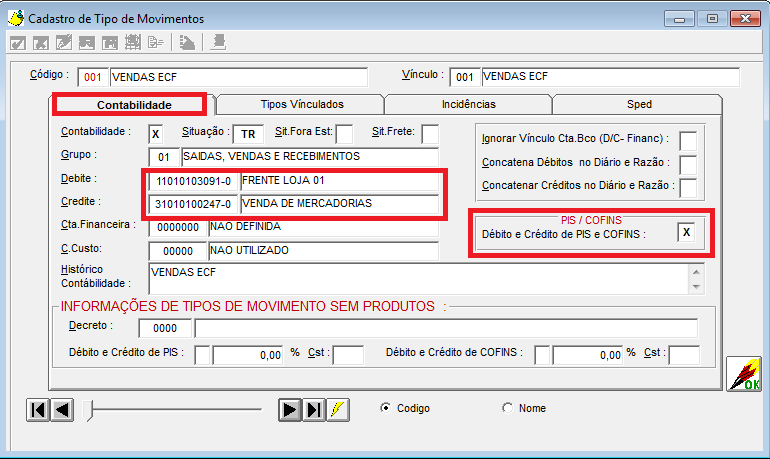 Cadastro de Tipo de Movimentos
Código : 001 VENDAS ECF Vínculo : 001 VENDAS ECF
Contabilidade Tipos Vínculados Incidências Sped
Contabilidade : X Situação : TR Sit.Fora Est: Sit.Frete:
Grupo : 01 SAIDAS, VENDAS E RECEBIMENTOS
Debite : 11010103091-0 FRENTE LOJA 01
Credite : 31010100247-0 VENDA DE MERCADORIAS
Cta.Financeira : 0000000 NAO DEFINIDA
C.Custo: 00000 NAO UTILIZADO
Histórico
Contabilidade : VENDAS ECF
Ignorar Vínculo Cta.Bco (D/C- Financ) :
Concatena Débitos no Diário e Razão :
Concatenar Créditos no Diário e Razão :
PIS / COFINS
Débito e Crédito de PIS e COFINS : X
INFORMAÇÕES DE TIPOS DE MOVIMENTO SEM PRODUTOS :
Decreto : 0000
Débito e Crédito de PIS : 0,00 % Cst : Débito e Crédito de COFINS : 0,00 % Cst :
OK
Codigo Nome